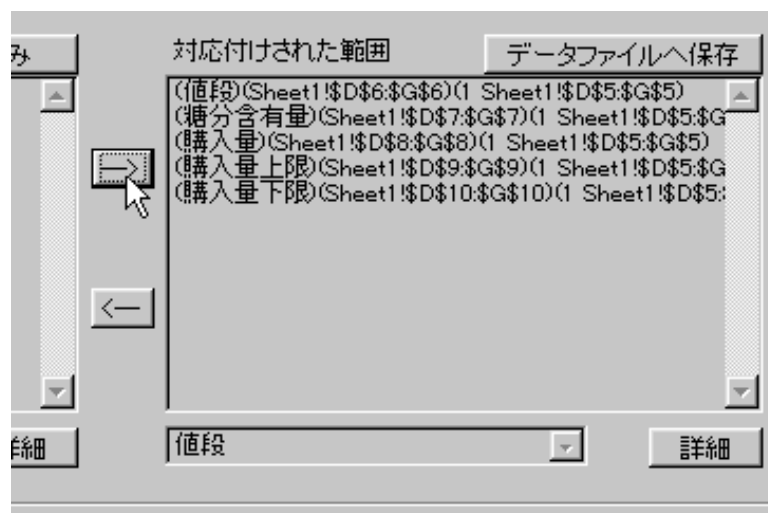 み
対応付けされた範囲
データファイルへ保存
(値段)(Sheet1!$D$6:$G$6)(1 Sheet1!$D$5:$G$5)
(糖分含有量)(Sheet1!$D$7:$G$7)(1 Sheet1!$D$5:$G
(購入量)(Sheet1!$D$8:$G$8)(1 Sheet1!$D$5:$G$5)
(購入量上限)(Sheet1!$D$9:$G$9)(1 Sheet1!$D$5:$G
(購入量下限)(Sheet1!$D$10:$G$10)(1 Sheet1!$D$5:
詳細
値段
詳細